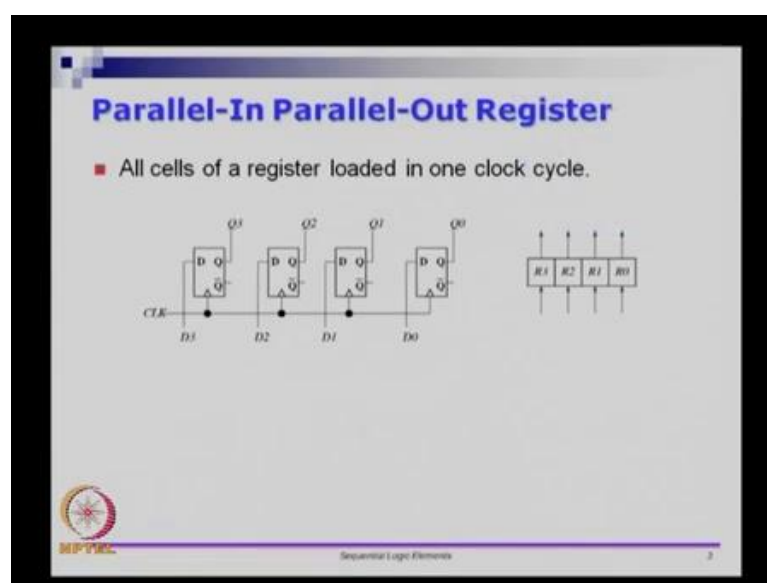 Parallel-In Parallel-Out Register
All cells of a register loaded in one clock cycle.
Q3 Q2 Q1 Q0
D Q D Q D Q D Q
R3 R2 R1 R0
Q̅ Q̅ Q̅ Q̅
CLK
D3 D2 D1 D0
NPTEL
Sequential Logic Elements
3